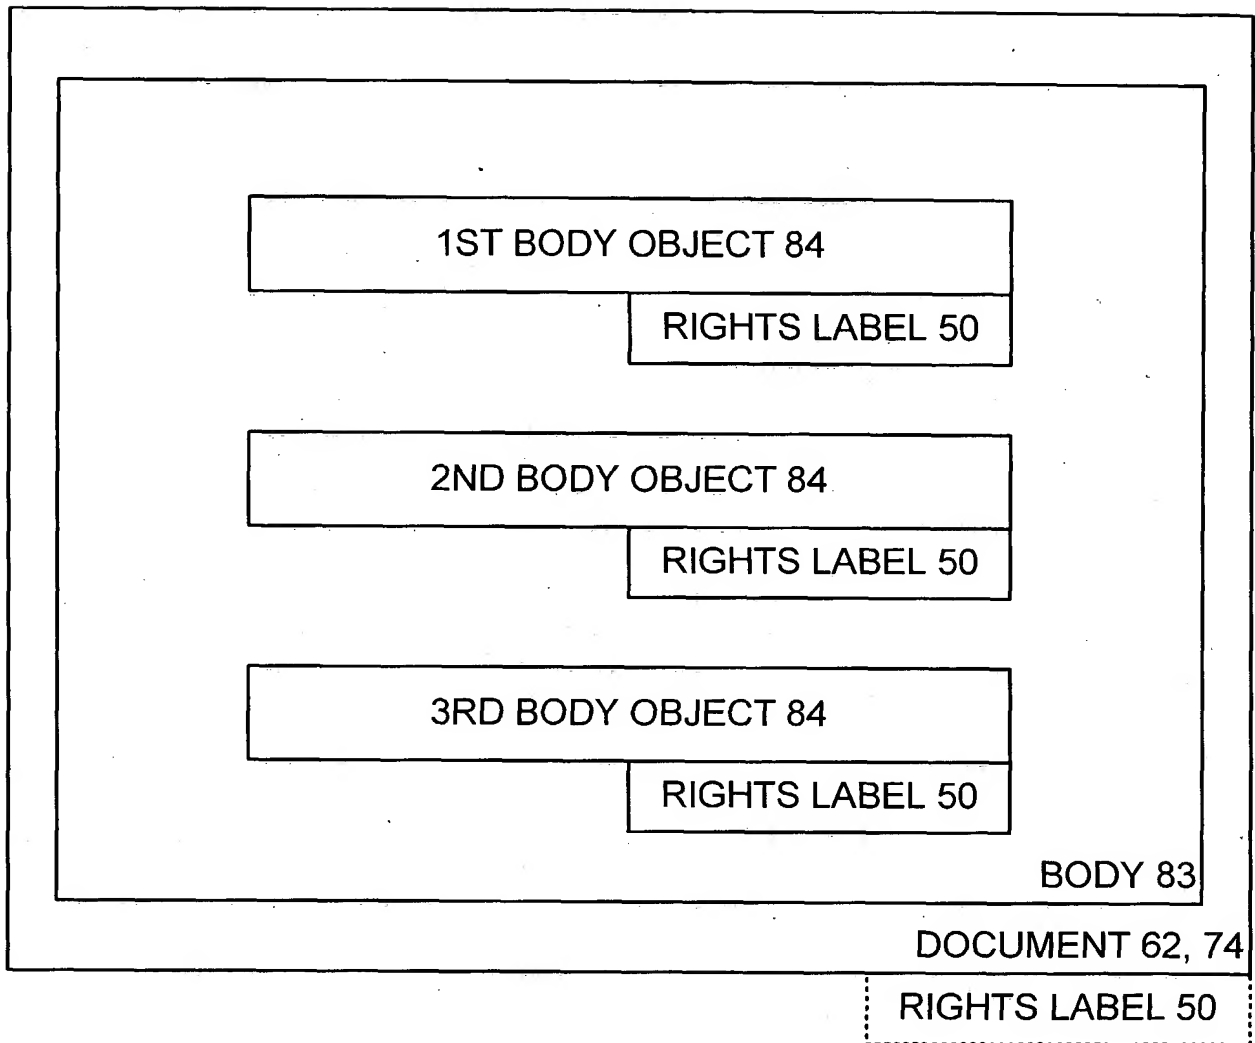 1ST BODY OBJECT 84
RIGHTS LABEL 50
2ND BODY OBJECT 84
RIGHTS LABEL 50
3RD BODY OBJECT 84
RIGHTS LABEL 50
BODY 83
DOCUMENT 62, 74
RIGHTS LABEL 50